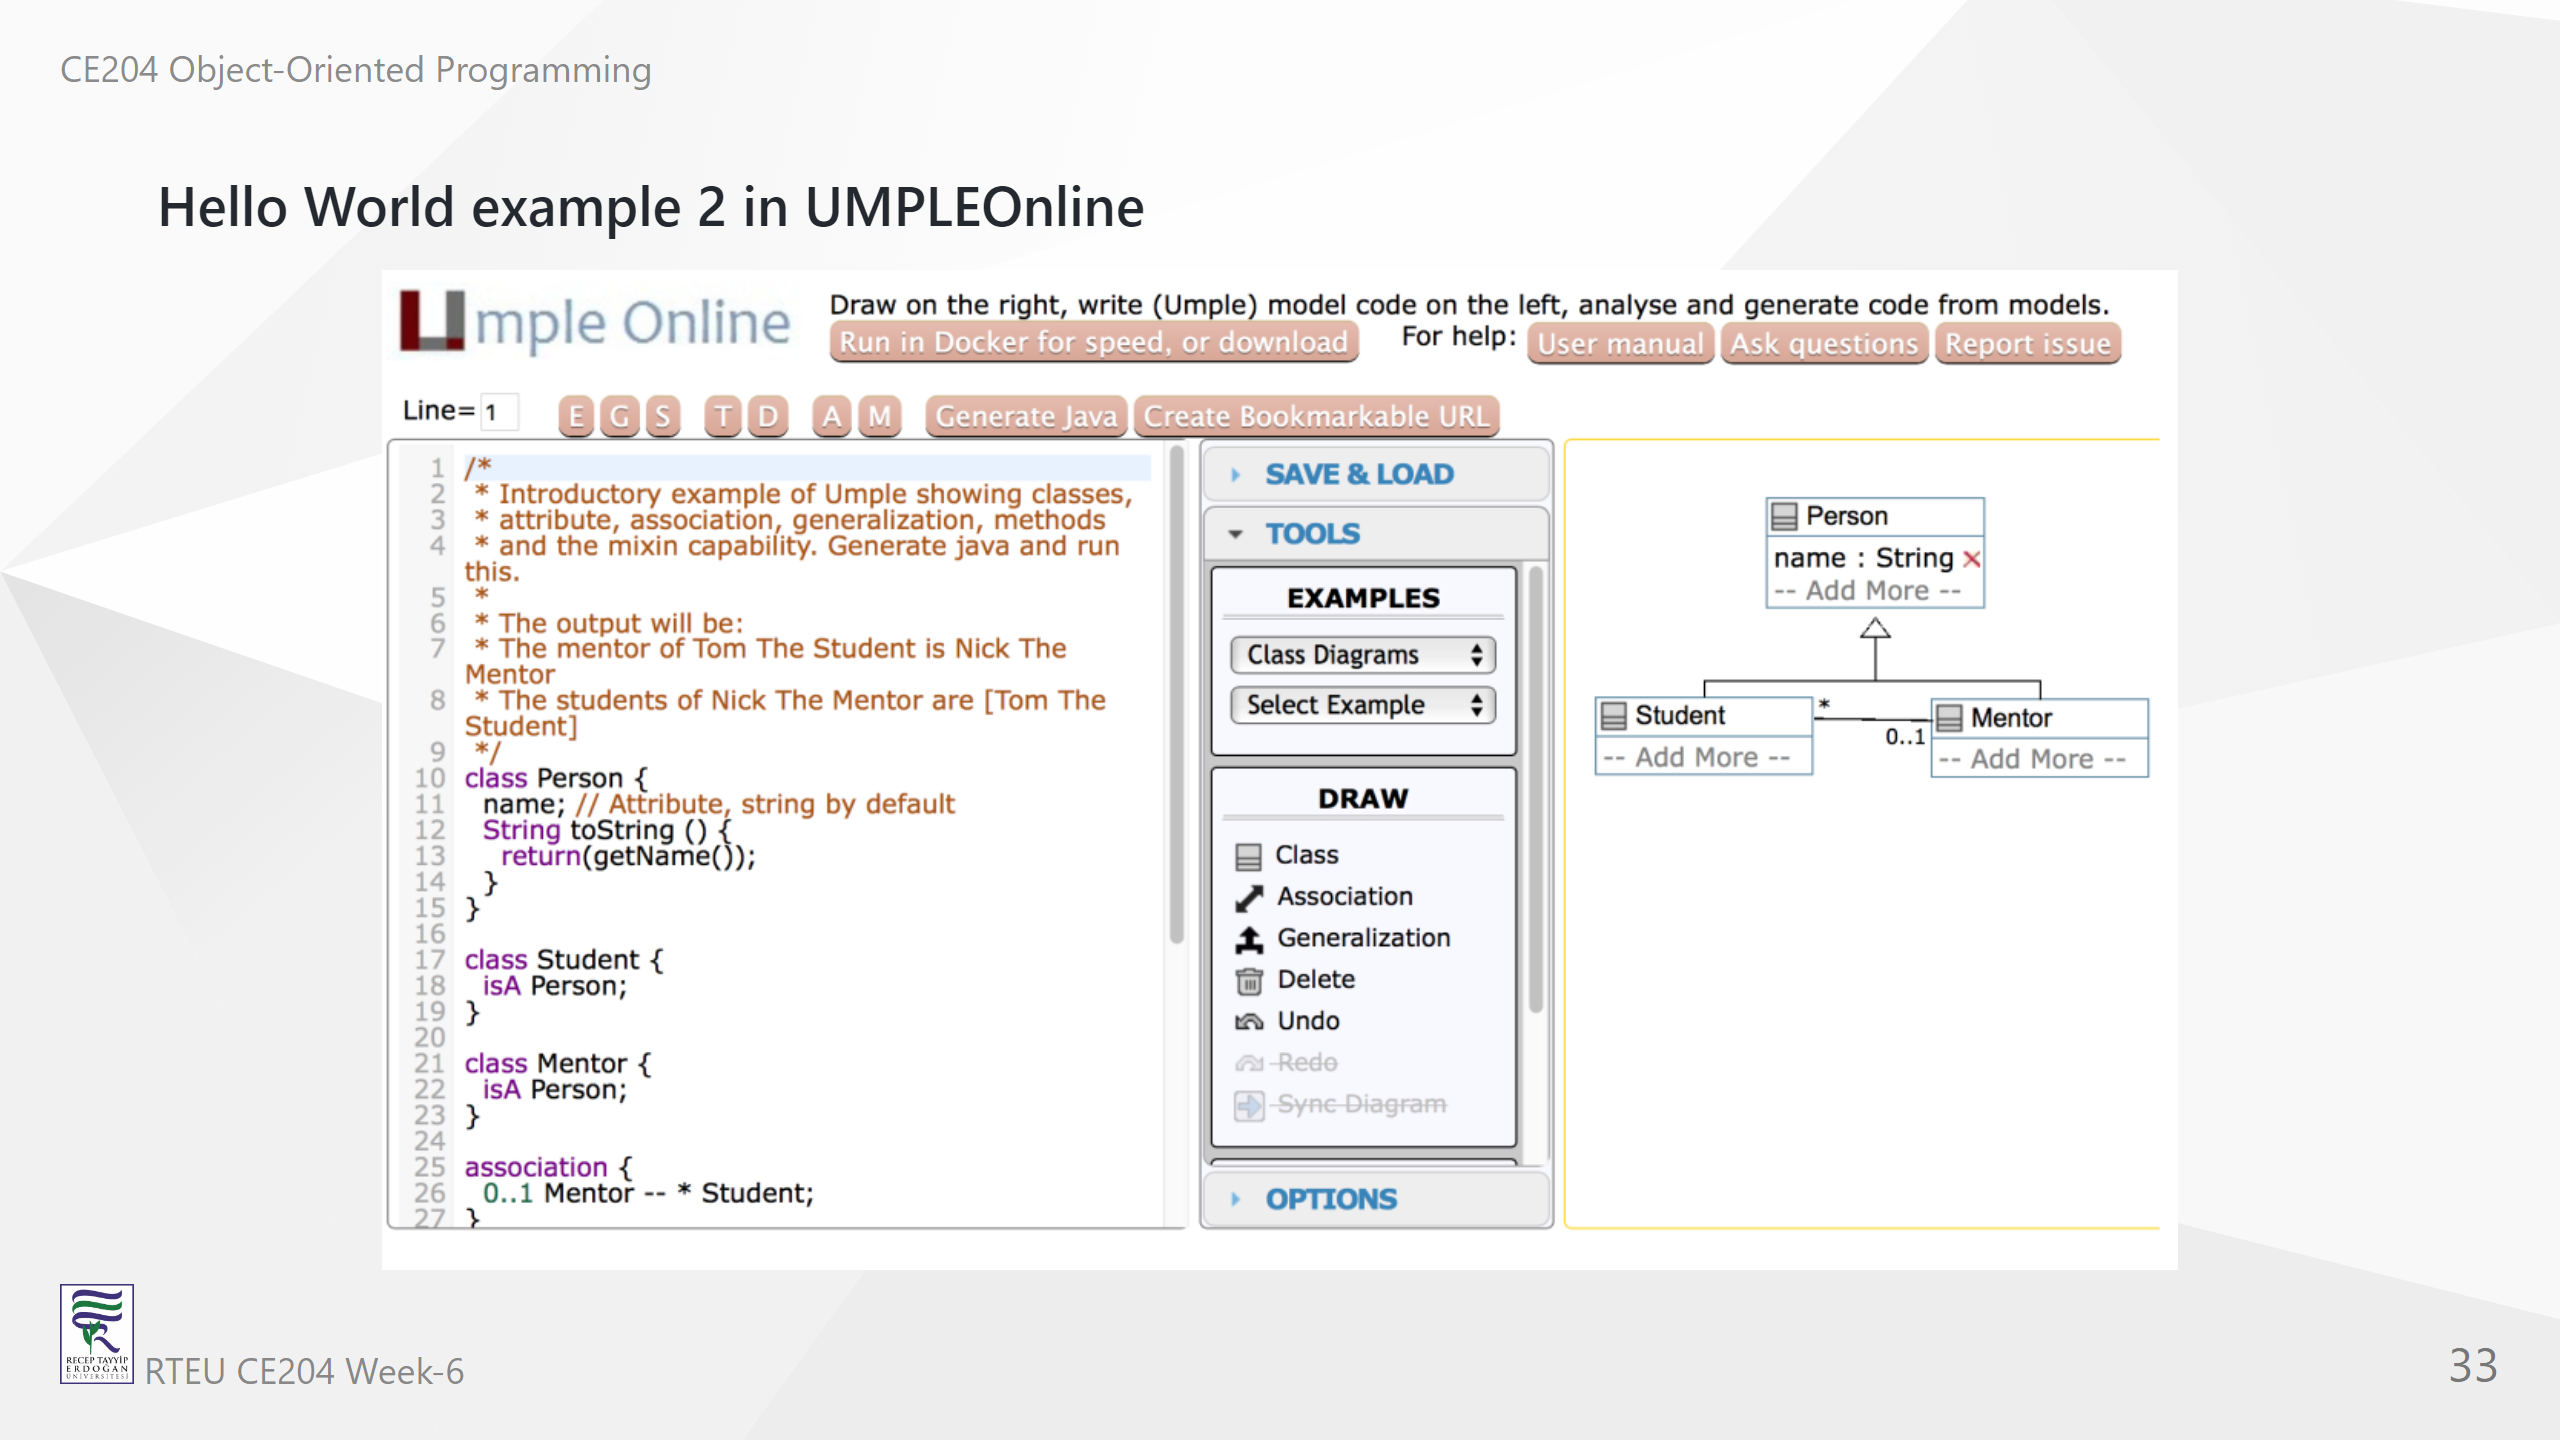 CE204 Object-Oriented Programming
Hello World example 2 in UMPLEOnline
Umple Online
Draw on the right, write (Umple) model code on the left, analyse and generate code from models.
Run in Docker for speed, or download
For help: User manual Ask questions Report issue
Line= 1
E G S T D A M Generate Java Create Bookmarkable URL
1 /*
2 * Introductory example of Umple showing classes,
3 * attribute, association, generalization, methods
4 * and the mixin capability. Generate java and run
this.
5 *
6 * The output will be:
7 * The mentor of Tom The Student is Nick The
Mentor
8 * The students of Nick The Mentor are [Tom The
Student]
9 */
10 class Person {
11 name; // Attribute, string by default
12 String toString () {
13 return(getName());
14 }
15 }
16
17 class Student {
18 isA Person;
19 }
20
21 class Mentor {
22 isA Person;
23 }
24
25 association {
26 0..1 Mentor -- * Student;
27 }
SAVE & LOAD
TOOLS
EXAMPLES
Class Diagrams
Select Example
DRAW
Class
Association
Generalization
Delete
Undo
Redo
Sync Diagram
OPTIONS
Person
name : String
-- Add More --
Student
-- Add More --
*
0..1
Mentor
-- Add More --
RECEP TAYYİP
ERDOĞAN
ÜNİVERSİTESİ
RTEU CE204 Week-6
33